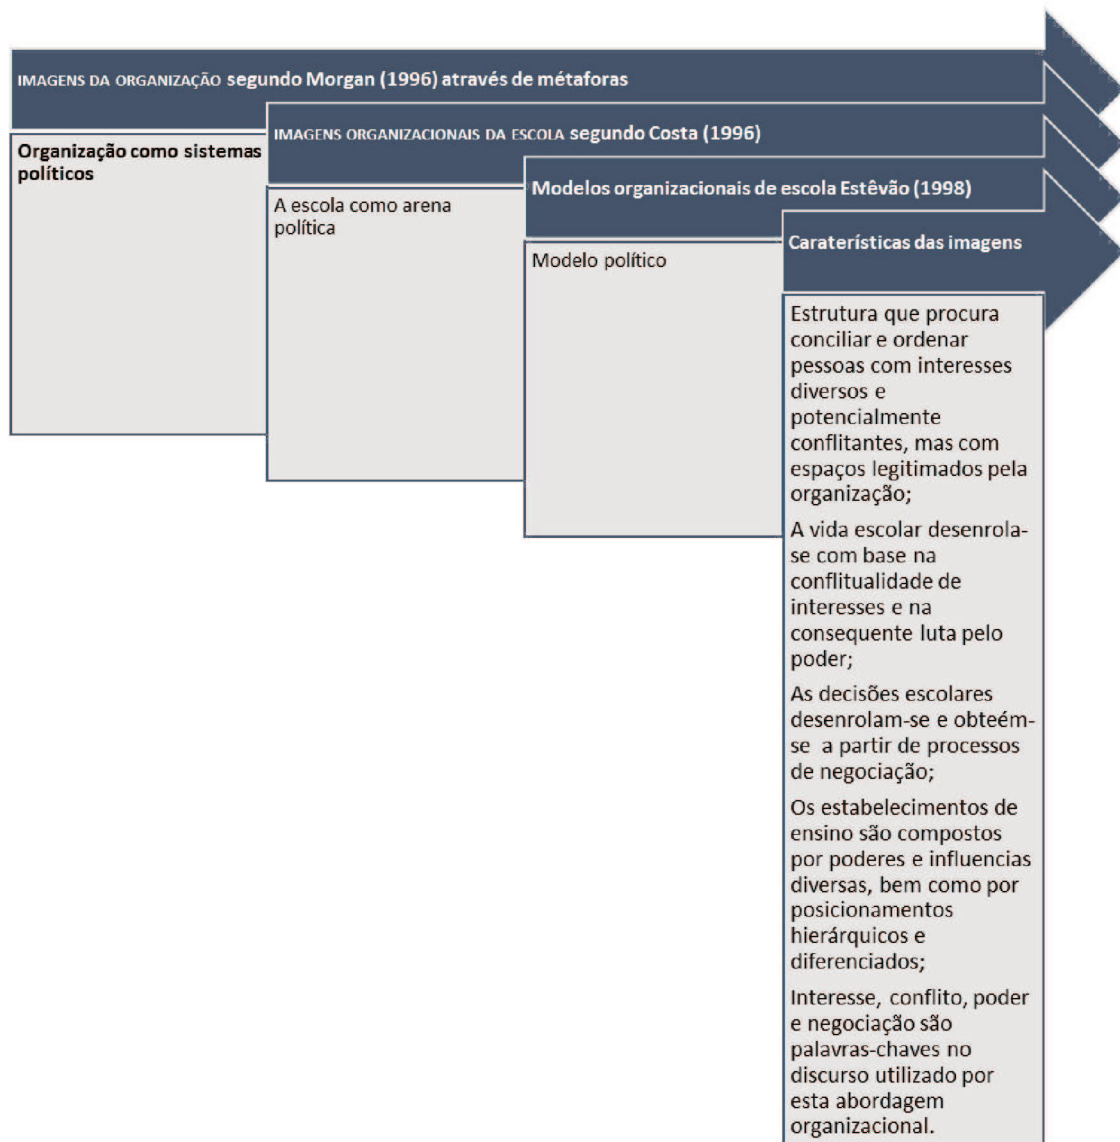 IMAGENS DA ORGANIZAÇÃO segundo Morgan (1996) através de métaforas
Organização como sistemas
políticos
IMAGENS ORGANIZACIONAIS DA ESCOLA segundo Costa (1996)
A escola como arena
política
Modelos organizacionais de escola Estêvão (1998)
Modelo político
Caraterísticas das imagens
Estrutura que procura
conciliar e ordenar
pessoas com interesses
diversos e
potencialmente
conflitantes, mas com
espaços legitimados pela
organização;
A vida escolar desenrola-
se com base na
conflitualidade de
interesses e na
consequente luta pelo
poder;
As decisões escolares
desenrolam-se e obteém-
se a partir de processos
de negociação;
Os estabelecimentos de
ensino são compostos
por poderes e influencias
diversas, bem como por
posicionamentos
hierárquicos e
diferenciados;
Interesse, conflito, poder
e negociação são
palavras-chaves no
discurso utilizado por
esta abordagem
organizacional.